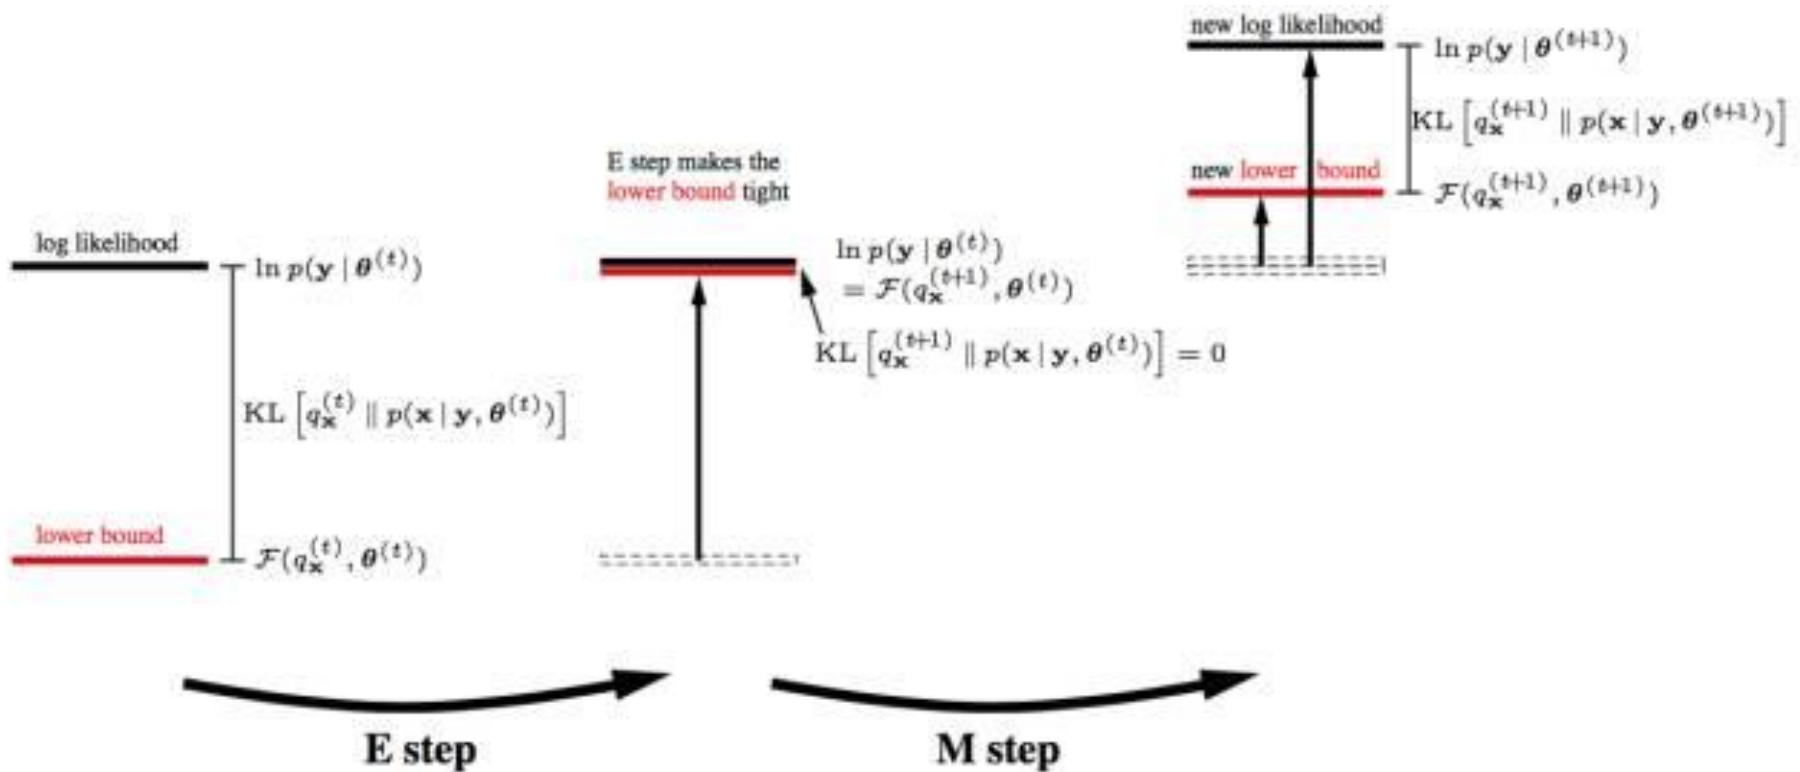 log likelihood
ln p(y | θ^(t))
KL [q_x^(t) ∥ p(x | y, θ^(t))]
lower bound
F(q_x^(t), θ^(t))
E step makes the
lower bound tight
ln p(y | θ^(t))
= F(q_x^(t+1), θ^(t))
KL [q_x^(t+1) ∥ p(x | y, θ^(t))] = 0
new log likelihood
ln p(y | θ^(t+1))
KL [q_x^(t+1) ∥ p(x | y, θ^(t+1))]
new lower bound
F(q_x^(t+1), θ^(t+1))
E step
M step